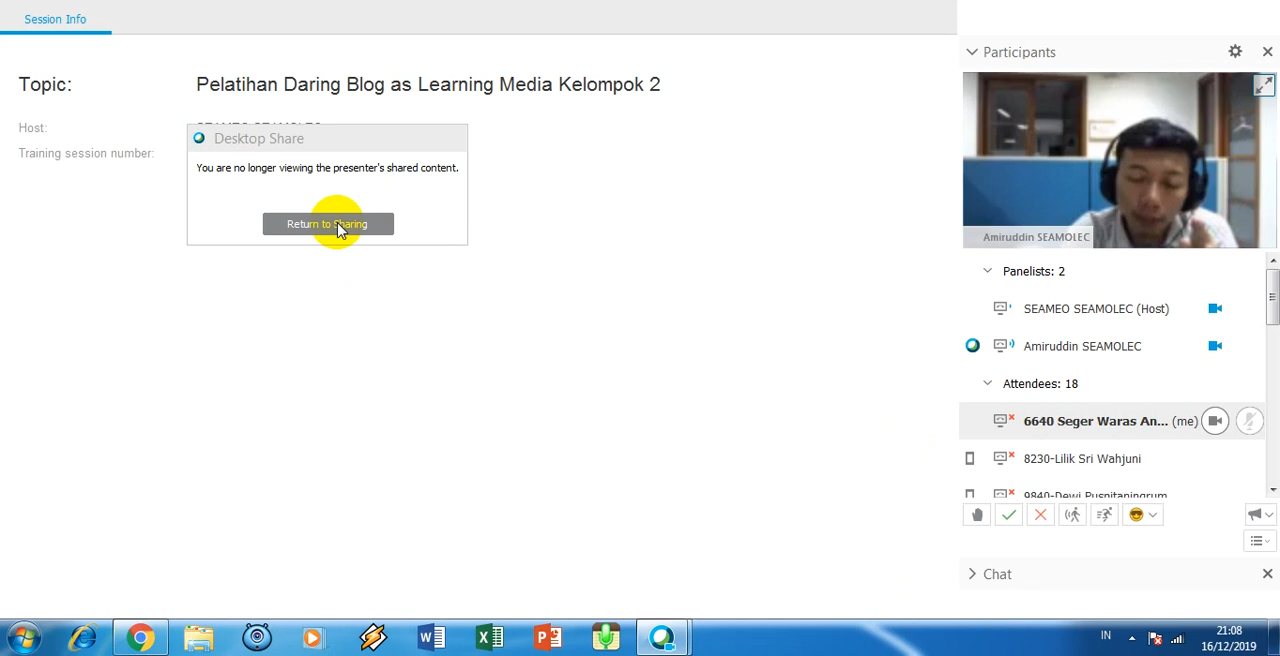 Session Info
Topic:
Pelatihan Daring Blog as Learning Media Kelompok 2
Host:
Training session number:
Desktop Share
You are no longer viewing the presenter's shared content.
Return to Sharing
Participants
Amiruddin SEAMOLEC
Panelists: 2
SEAMEO SEAMOLEC (Host)
Amiruddin SEAMOLEC
Attendees: 18
6640 Seger Waras An... (me)
8230-Lilik Sri Wahjuni
9840-Dewi Puspitaningrum
Chat
IN
21:08
16/12/2019